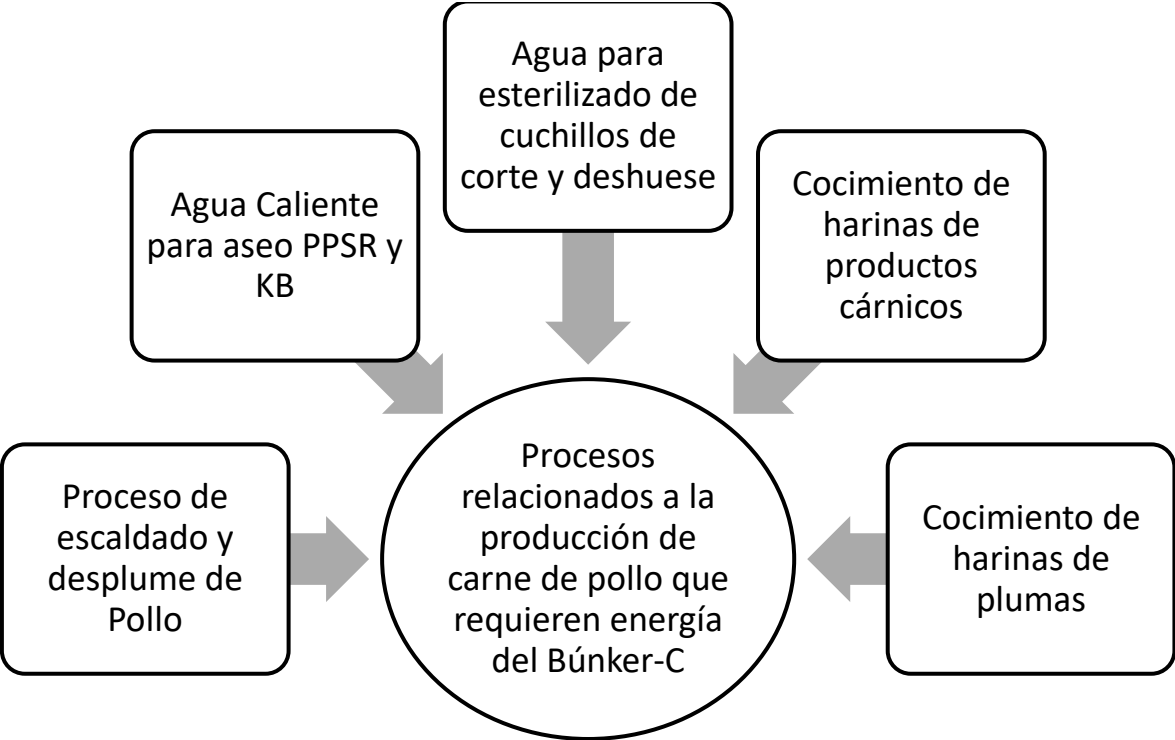 Agua para
esterilizado de
cuchillos de
corte y deshuese
Agua Caliente
para aseo PPSR y
KB
Cocimiento de
harinas de
productos
cárnicos
Proceso de
escaldado y
desplume de
Pollo
Procesos
relacionados a la
producción de
carne de pollo que
requieren energía
del Búnker-C
Cocimiento de
harinas de
plumas